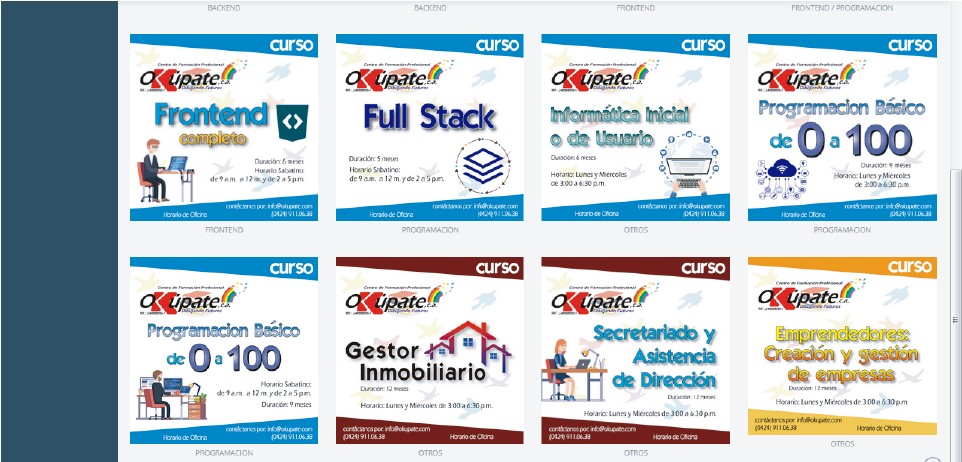 BACKEND
BACKEND
FRONTEND
FRONTEND / PROGRAMACION
curso
Centro de Formación Profesional
OKúpate c.a.
Dibujando Futuros
Frontend
completo
Duración: 6 meses
Horario Sabatino:
de 9 a.m. a 12 m. y de 2 a 5 p.m.
contáctanos por: info@okupate.com
Horario de Oficina
(0424) 911.06.38
FRONTEND
curso
Centro de Formación Profesional
OKúpate c.a.
Dibujando Futuros
Full Stack
Duración: 5 meses
Horario Sabatino:
de 9 a.m. a 12 m. y de 2 a 5 p.m.
contáctanos por: info@okupate.com
Horario de Oficina
(0424) 911.06.38
PROGRAMACION
curso
Centro de Formación Profesional
OKúpate c.a.
Dibujando Futuros
Informática Inicial
o de Usuario
Duración: 6 meses
Horario: Lunes y Miércoles
de 3:00 a 6:30 p.m.
contáctanos por: info@okupate.com
Horario de Oficina
(0424) 911.06.38
OTROS
curso
Centro de Formación Profesional
OKúpate c.a.
Dibujando Futuros
Programacion Básico
de 0 a 100
Duración: 9 meses
Horario: Lunes y Miércoles
de 3:00 a 6:30 p.m.
contáctanos por: info@okupate.com
Horario de Oficina
(0424) 911.06.38
PROGRAMACION
curso
Centro de Formación Profesional
OKúpate c.a.
Dibujando Futuros
Programacion Básico
de 0 a 100
Horario Sabatino:
de 9 a.m. a 12 m. y de 2 a 5 p.m.
Duración: 9 meses
contáctanos por: info@okupate.com
Horario de Oficina
(0424) 911.06.38
PROGRAMACION
curso
Centro de Formación Profesional
OKúpate c.a.
Dibujando Futuros
Gestor
Inmobiliario
Duración: 12 meses
Horario: Lunes y Miércoles de 3:00 a 6:30 p.m.
contáctanos por: info@okupate.com
(0424) 911.06.38
Horario de Oficina
OTROS
curso
Centro de Formación Profesional
OKúpate c.a.
Dibujando Futuros
Secretariado y
Asistencia
de Dirección
Duración: 12 meses
Horario: Lunes y Miércoles de 3:00 a 6:30 p.m.
contáctanos por: info@okupate.com
(0424) 911.06.38
Horario de Oficina
OTROS
curso
Centro de Formación Profesional
OKúpate c.a.
Dibujando Futuros
Emprendedores:
Creación y gestión
de empresas
Duración: 12 meses
Horario: Lunes y Miércoles de 3:00 a 6:30 p.m.
contáctanos por: info@okupate.com
(0424) 911.06.38
Horario de Oficina
OTROS